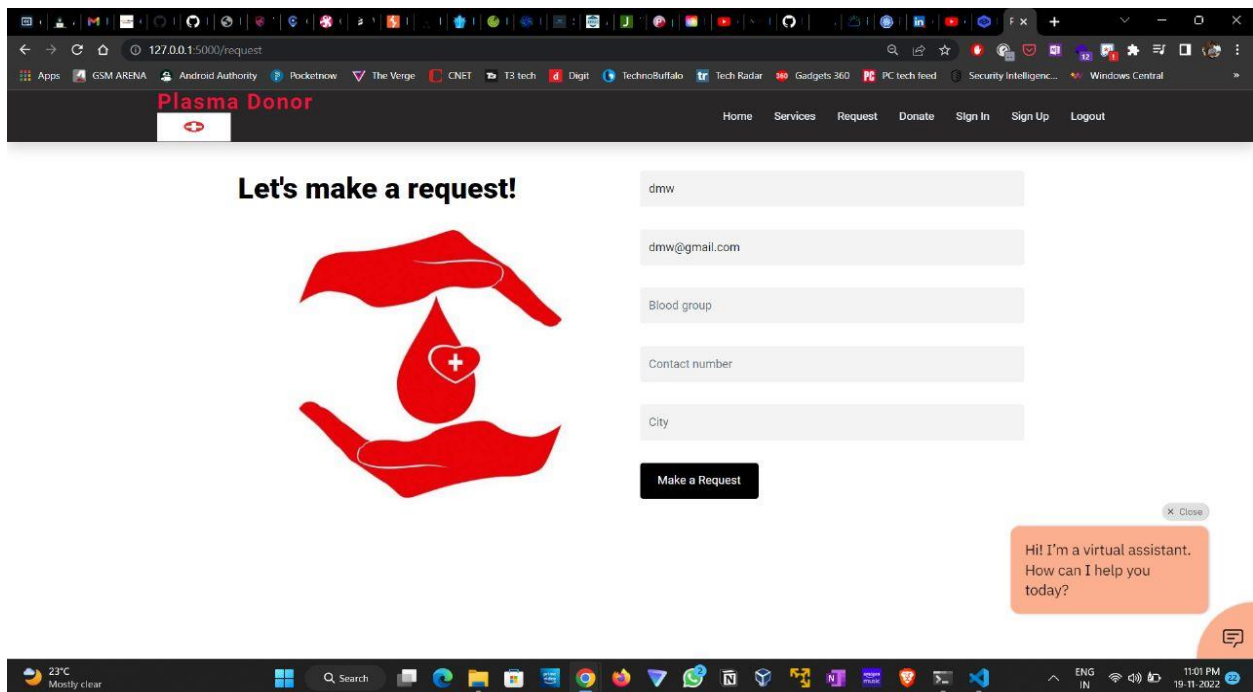 127.0.0.1:5000/request
Apps GSM ARENA Android Authority Pocketnow The Verge CNET T3 tech Digit TechnoBuffalo Tech Radar Gadgets 360 PC tech feed Security Intelligenc... Windows Central »
Plasma Donor
Home Services Request Donate SIgn In Sign Up Logout
Let's make a request!
dmw
dmw@gmail.com
Blood group
Contact number
City
Make a Request
× Close
Hi! I'm a virtual assistant.
How can I help you
today?
23°C
Mostly clear
Search
ENG
IN
11:01 PM
19-11-2022
22